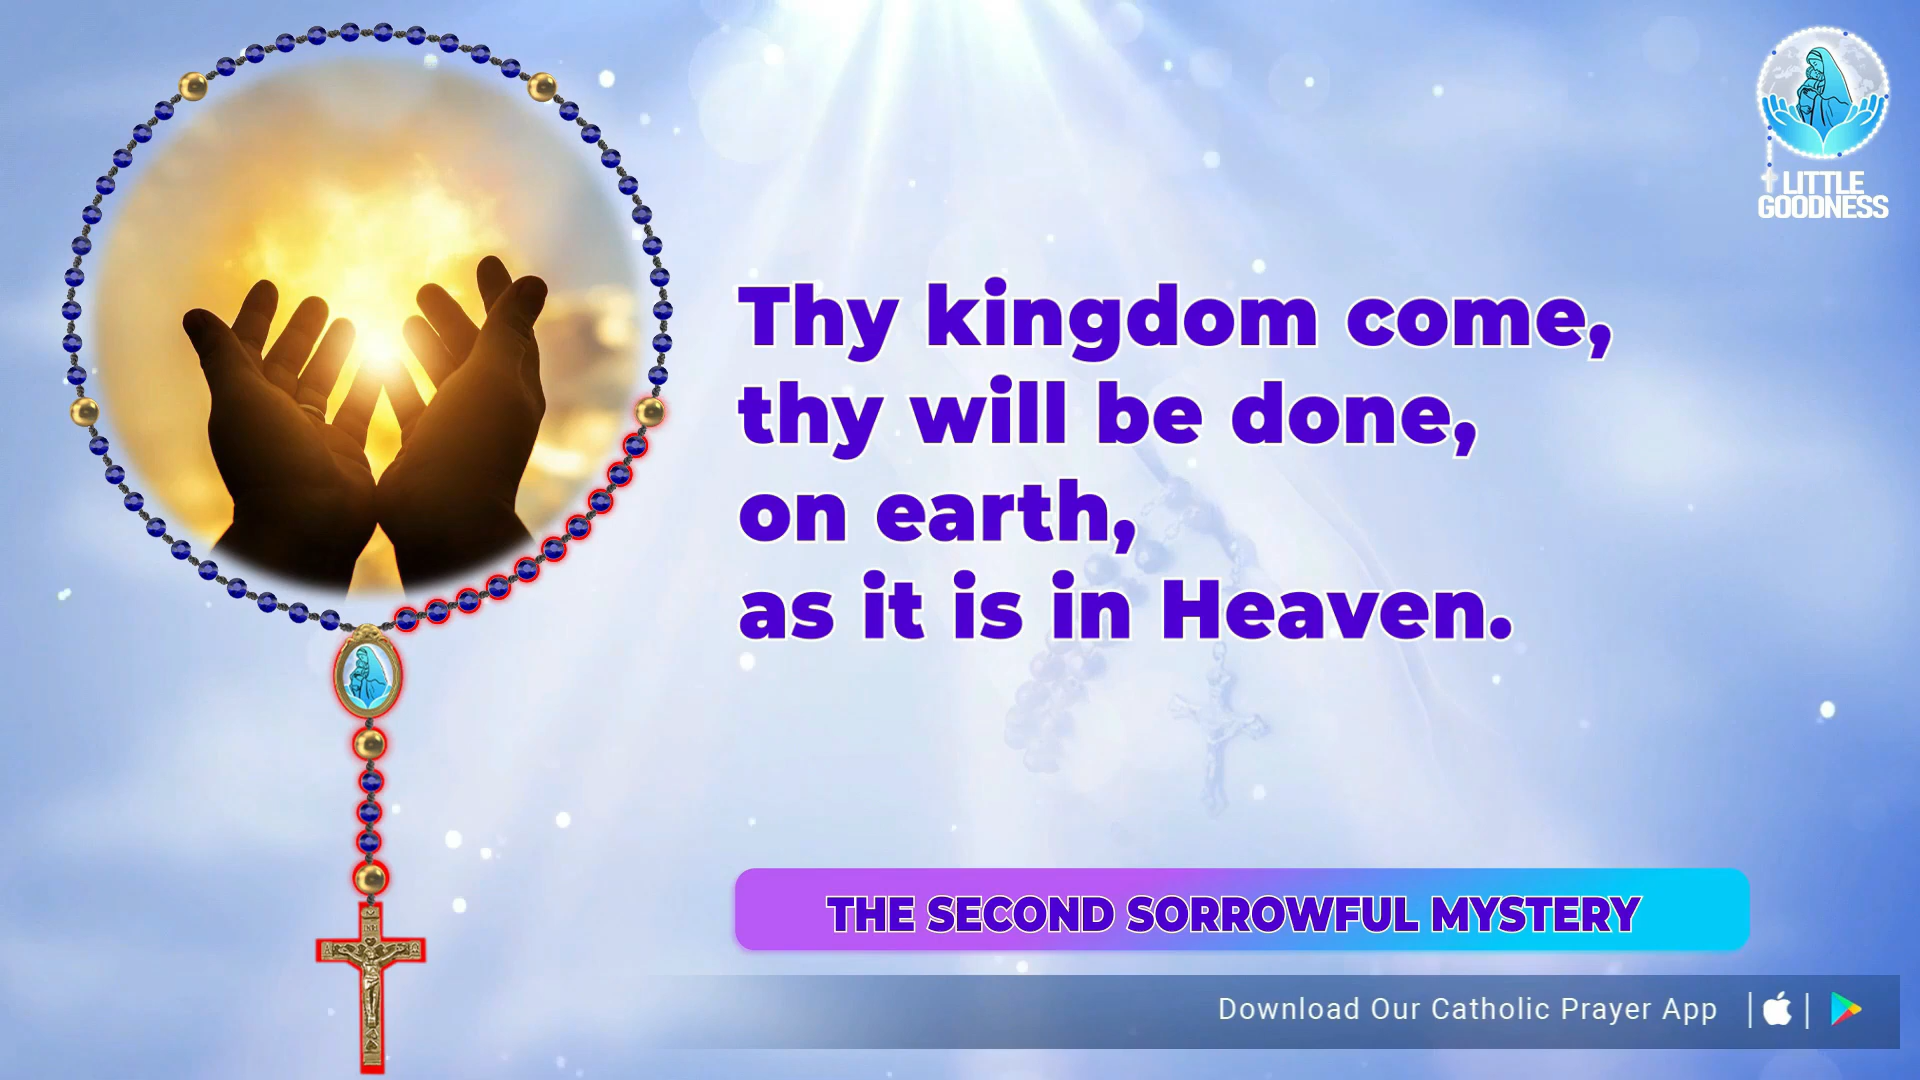 LITTLE
GOODNESS
Thy kingdom come,
thy will be done,
on earth,
as it is in Heaven.
THE SECOND SORROWFUL MYSTERY
Download Our Catholic Prayer App
INRI